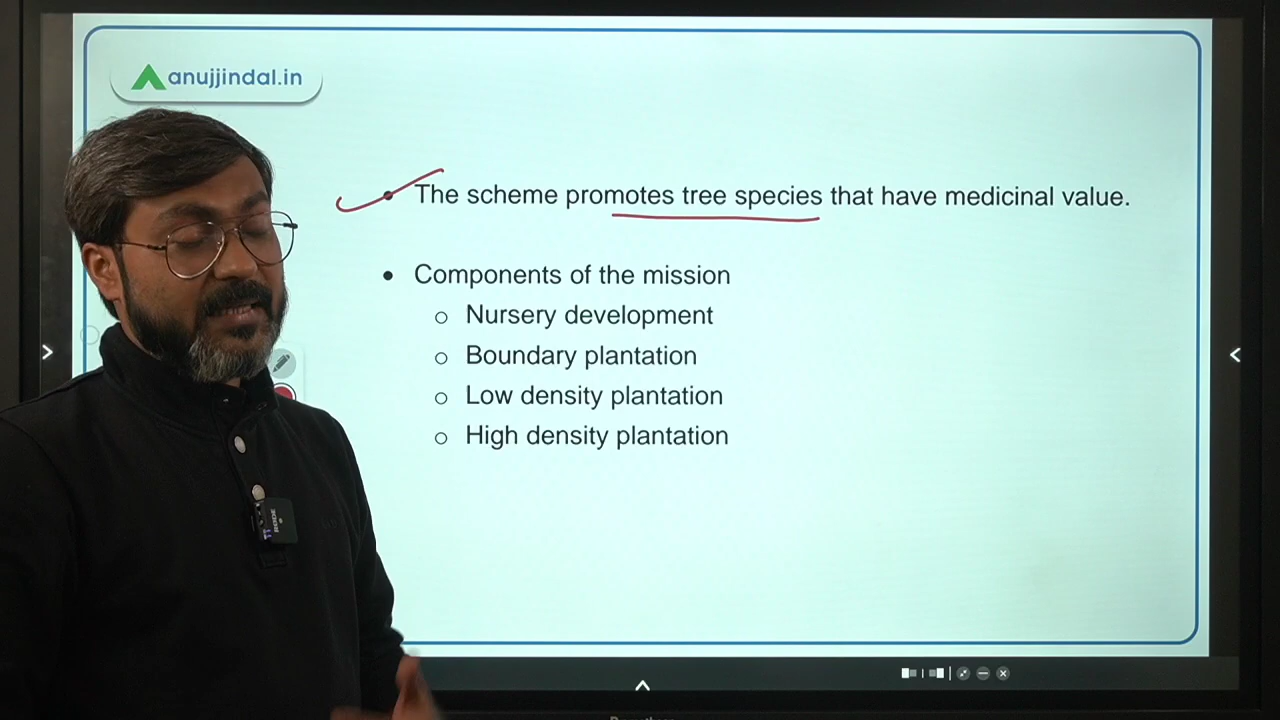 anujjindal.in
• The scheme promotes tree species that have medicinal value.
• Components of the mission
o Nursery development
o Boundary plantation
o Low density plantation
o High density plantation
RODE